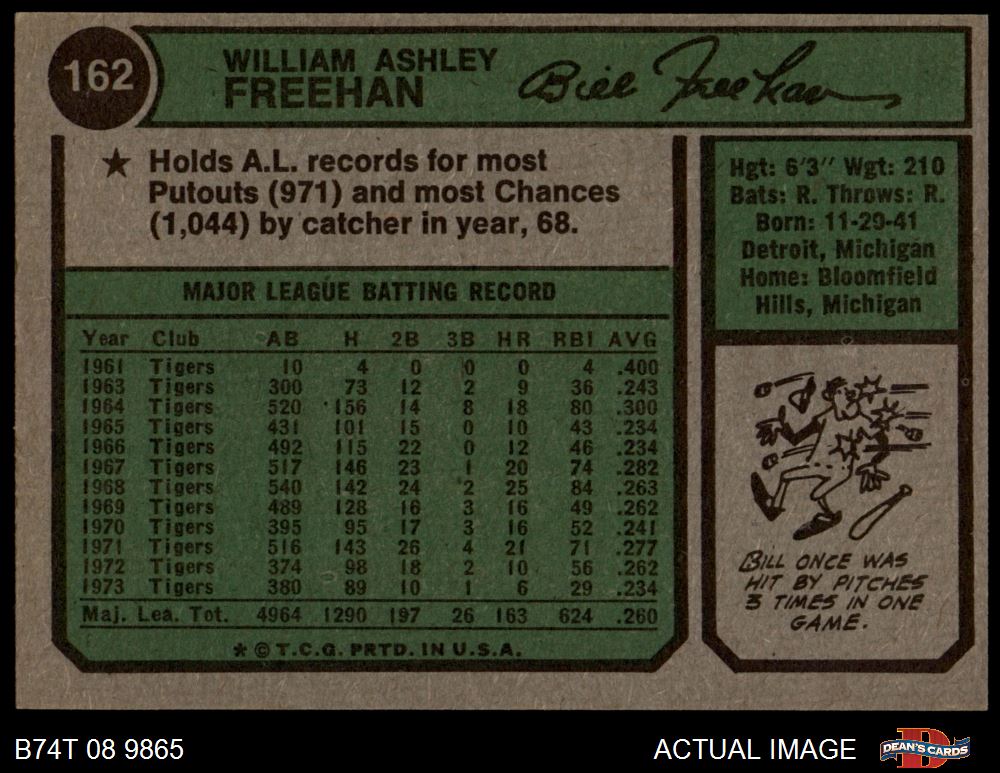 162
WILLIAM ASHLEY
FREEHAN
Bill Freehan
★ Holds A.L. records for most
Putouts (971) and most Chances
(1,044) by catcher in year, 68.
MAJOR LEAGUE BATTING RECORD
Year Club AB H 2B 3B HR RBI AVG
1961 Tigers 10 4 0 0 0 4 .400
1963 Tigers 300 73 12 2 9 36 .243
1964 Tigers 520 156 14 8 18 80 .300
1965 Tigers 431 101 15 0 10 43 .234
1966 Tigers 492 115 22 0 12 46 .234
1967 Tigers 517 146 23 1 20 74 .282
1968 Tigers 540 142 24 2 25 84 .263
1969 Tigers 489 128 16 3 16 49 .262
1970 Tigers 395 95 17 3 16 52 .241
1971 Tigers 516 143 26 4 21 71 .277
1972 Tigers 374 98 18 2 10 56 .262
1973 Tigers 380 89 10 1 6 29 .234
Maj. Lea. Tot. 4964 1290 197 26 163 624 .260
* © T.C.G. PRTD. IN U.S.A.
Hgt: 6'3" Wgt: 210
Bats: R. Throws: R.
Born: 11-29-41
Detroit, Michigan
Home: Bloomfield
Hills, Michigan
BILL ONCE WAS
HIT BY PITCHES
3 TIMES IN ONE
GAME.
B74T 08 9865
ACTUAL IMAGE
DEAN'S CARDS